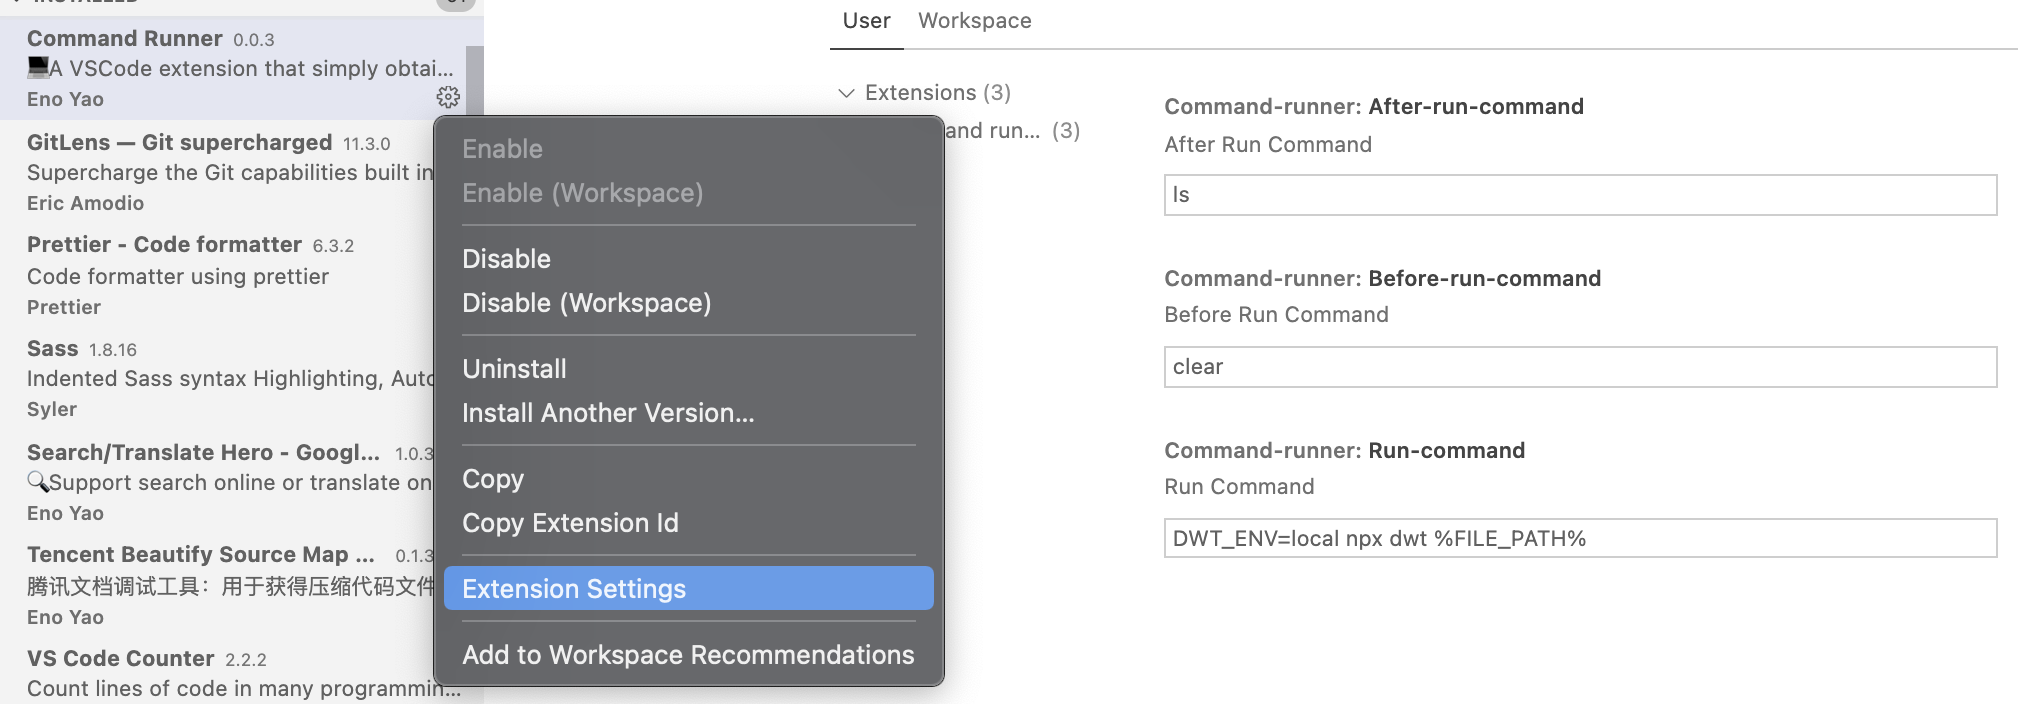 INSTALLED
Command Runner 0.0.3
A VSCode extension that simply obtai...
Eno Yao
GitLens — Git supercharged 11.3.0
Supercharge the Git capabilities built in
Eric Amodio
Prettier - Code formatter 6.3.2
Code formatter using prettier
Prettier
Sass 1.8.16
Indented Sass syntax Highlighting, Auto
Syler
Search/Translate Hero - Googl... 1.0.3
Support search online or translate on
Eno Yao
Tencent Beautify Source Map ... 0.1.3
腾讯文档调试工具：用于获得压缩代码文件
Eno Yao
VS Code Counter 2.2.2
Count lines of code in many programmin...
Enable
Enable (Workspace)
Disable
Disable (Workspace)
Uninstall
Install Another Version...
Copy
Copy Extension Id
Extension Settings
Add to Workspace Recommendations
User Workspace
Extensions (3)
and run... (3)
Command-runner: After-run-command
After Run Command
ls
Command-runner: Before-run-command
Before Run Command
clear
Command-runner: Run-command
Run Command
DWT_ENV=local npx dwt %FILE_PATH%